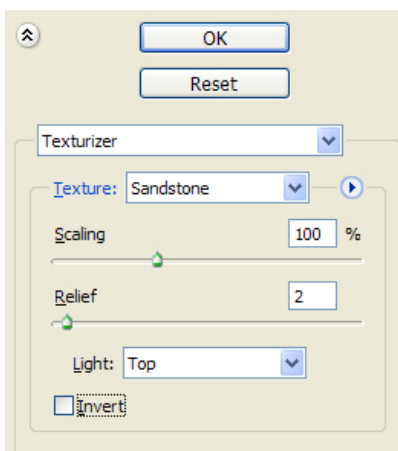 OK
Reset
Texturizer
Texture: Sandstone
Scaling 100 %
Relief 2
Light: Top
Invert